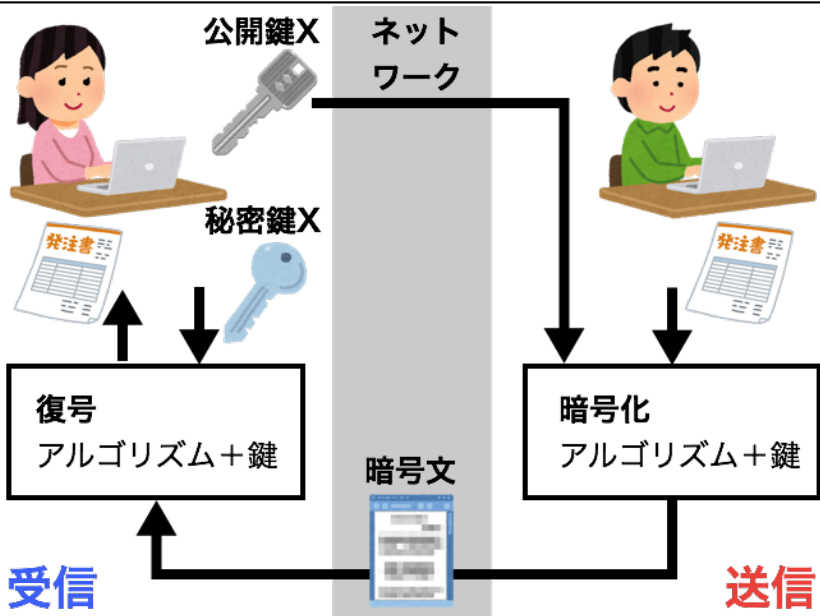 公開鍵X
ネット
ワーク
秘密鍵X
発注書
発注書
復号
アルゴリズム＋鍵
暗号化
アルゴリズム＋鍵
暗号文
受信
送信